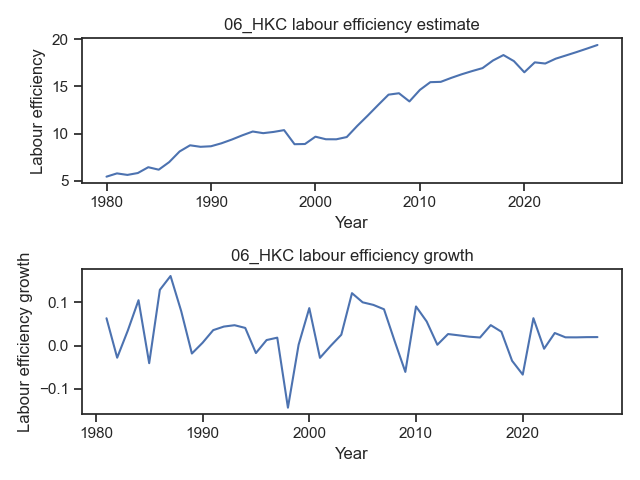 06_HKC labour efficiency estimate
Labour efficiency
20
15
10
5
1980 1990 2000 2010 2020
Year
06_HKC labour efficiency growth
Labour efficiency growth
0.1
0.0
−0.1
1980 1990 2000 2010 2020
Year